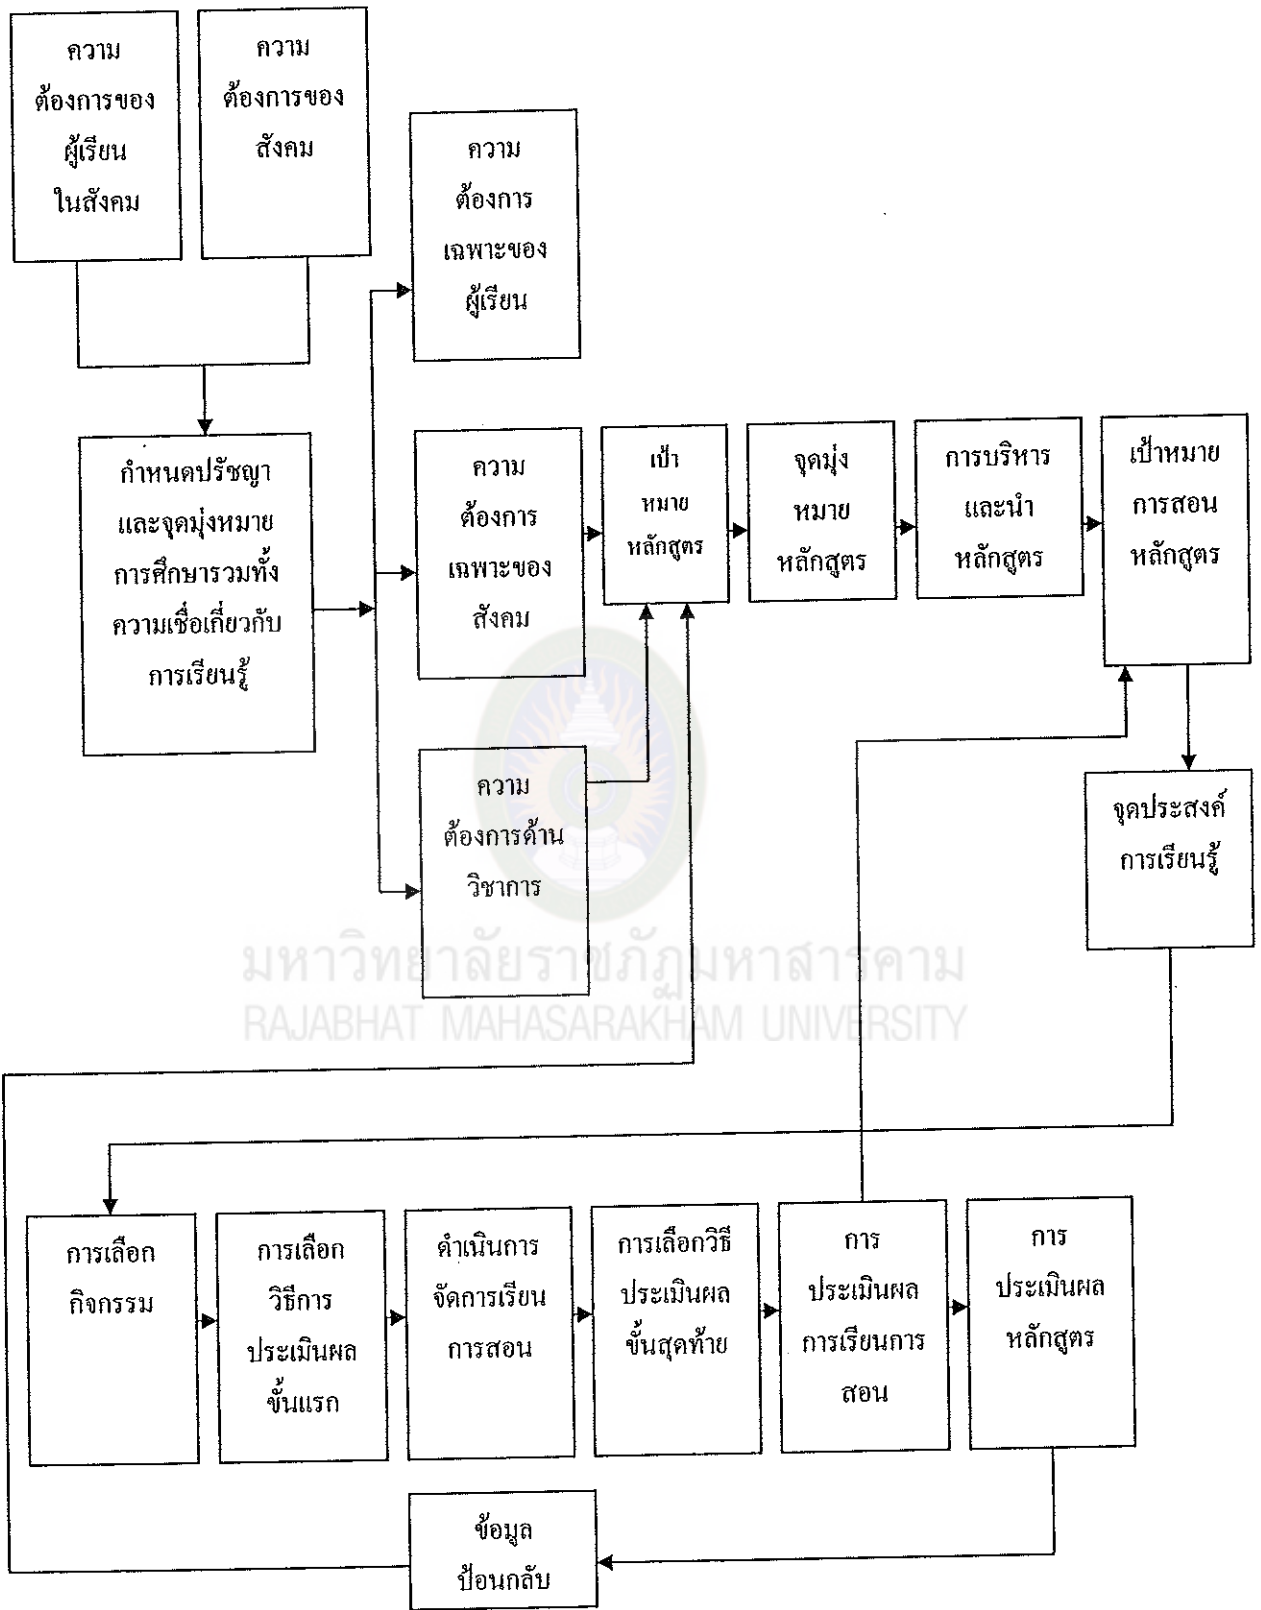 ความ
ต้องการของ
ผู้เรียน
ในสังคม
ความ
ต้องการของ
สังคม
ความ
ต้องการ
เฉพาะของ
ผู้เรียน
กำหนดปรัชญา
และจุดมุ่งหมาย
การศึกษารวมทั้ง
ความเชื่อเกี่ยวกับ
การเรียนรู้
ความ
ต้องการ
เฉพาะของ
สังคม
เป้า
หมาย
หลักสูตร
จุดมุ่ง
หมาย
หลักสูตร
การบริหาร
และนำ
หลักสูตร
เป้าหมาย
การสอน
หลักสูตร
ความ
ต้องการด้าน
วิชาการ
จุดประสงค์
การเรียนรู้
มหาวิทยาลัยราชภัฏมหาสารคาม
RAJABHAT MAHASARAKHAM UNIVERSITY
การเลือก
กิจกรรม
การเลือก
วิธีการ
ประเมินผล
ขั้นแรก
ดำเนินการ
จัดการเรียน
การสอน
การเลือกวิธี
ประเมินผล
ขั้นสุดท้าย
การ
ประเมินผล
การเรียนการ
สอน
การ
ประเมินผล
หลักสูตร
ข้อมูล
ป้อนกลับ